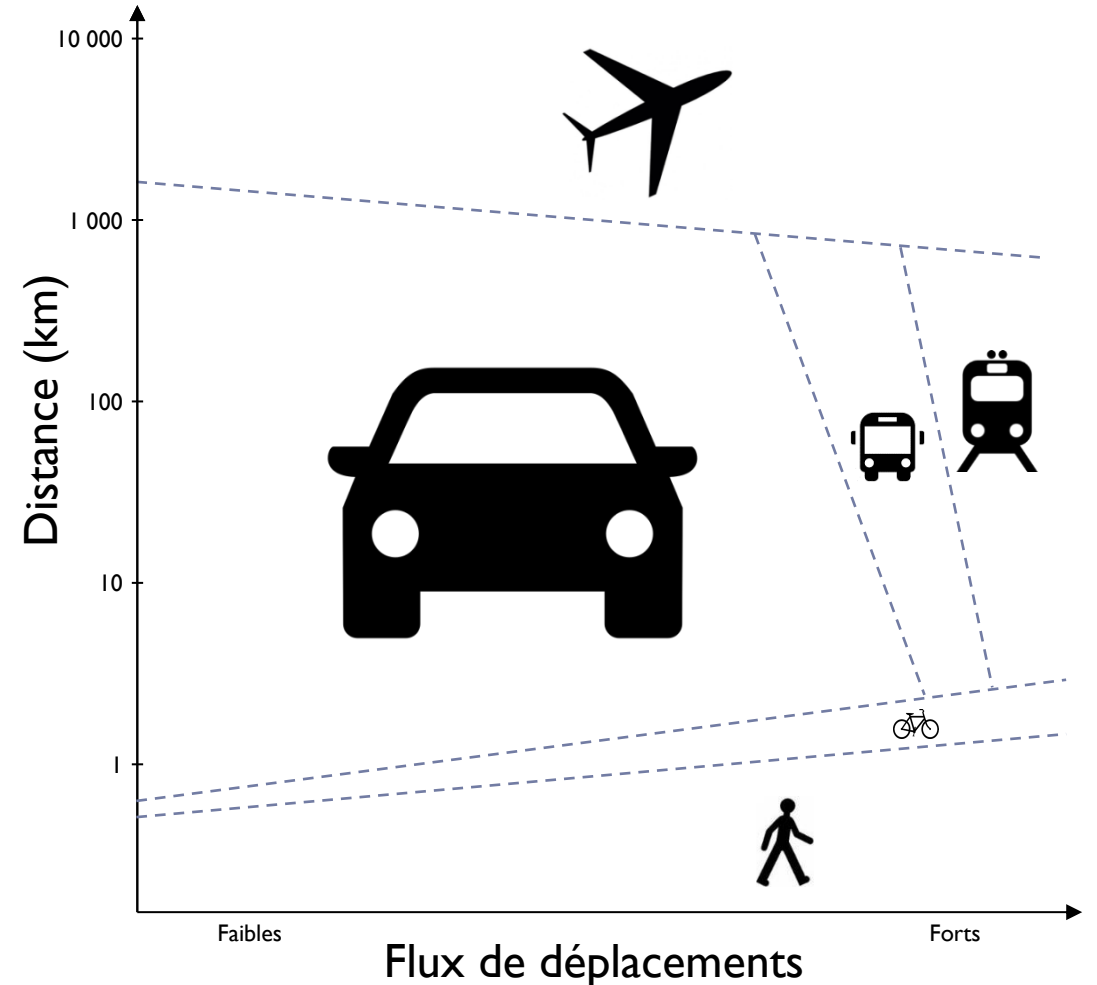 10 000
1 000
100
10
1
Distance (km)
Faibles
Forts
Flux de déplacements